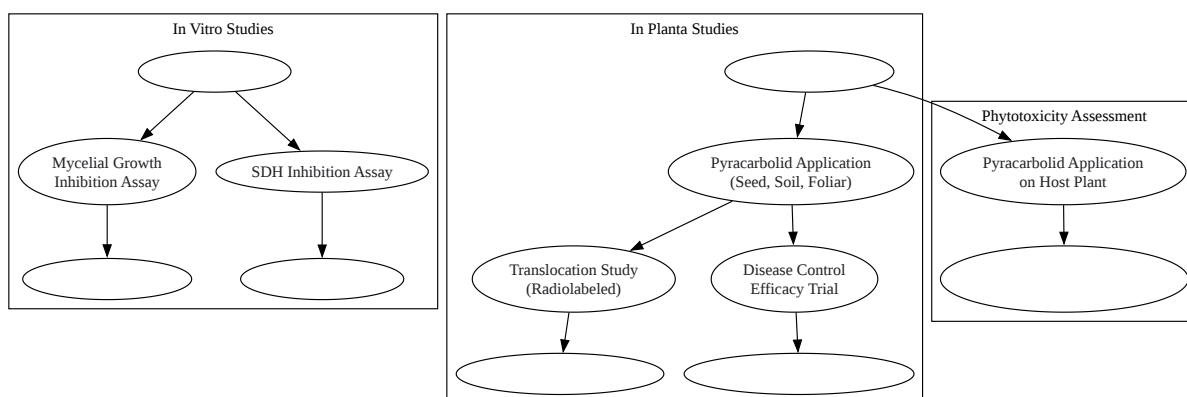 In Vitro Studies
Mycelial Growth
Inhibition Assay
SDH Inhibition Assay
In Planta Studies
Pyracarbolid Application
(Seed, Soil, Foliar)
Translocation Study
(Radiolabeled)
Disease Control
Efficacy Trial
Phytotoxicity Assessment
Pyracarbolid Application
on Host Plant